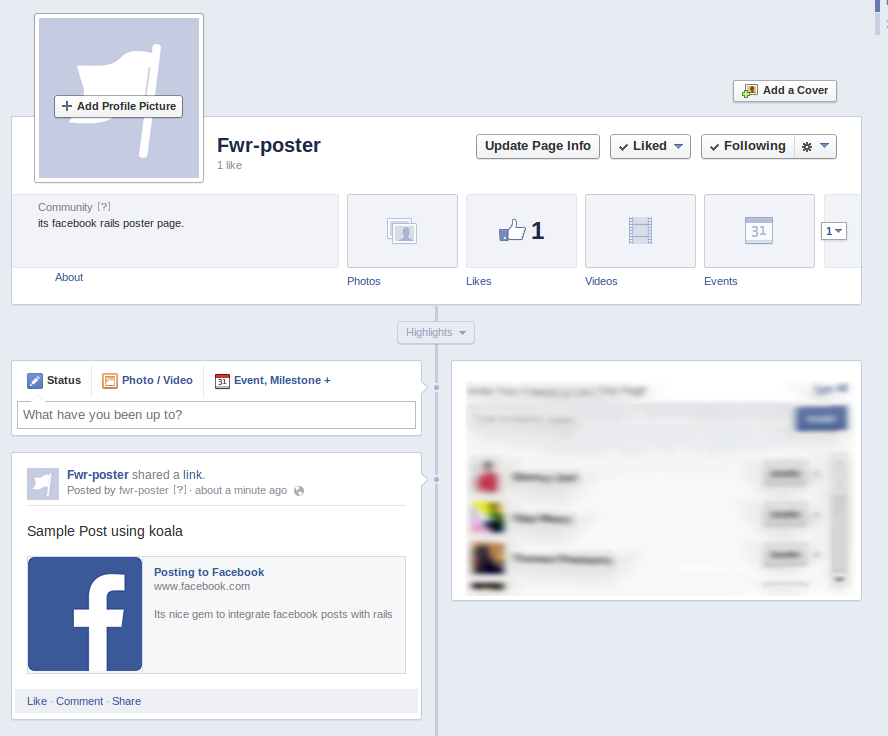 Add Profile Picture
Add a Cover
Fwr-poster
1 like
Update Page Info
Liked
Following
Community [?]
its facebook rails poster page.
About
Photos
1
Likes
Videos
31
Events
1
Highlights
Status
Photo / Video
31
Event, Milestone +
What have you been up to?
Fwr-poster shared a link.
Posted by fwr-poster [?] · about a minute ago
Sample Post using koala
f
Posting to Facebook
www.facebook.com
Its nice gem to integrate facebook posts with rails
Like · Comment · Share